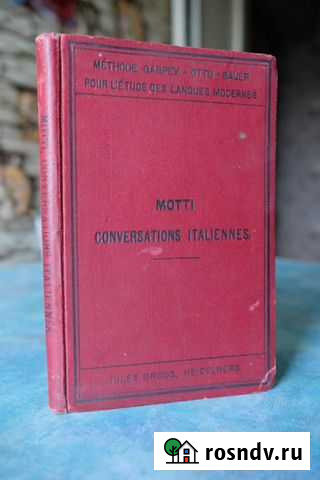 MÉTHODE GASPEY - OTTO - SAUER
POUR L'ÉTUDE DES LANGUES MODERNES
MOTTI
CONVERSATIONS ITALIENNES
JULES GROOS, HEIDELBERG
MOTTI CONVERSATIONS ITALIENNES
rosndv.ru